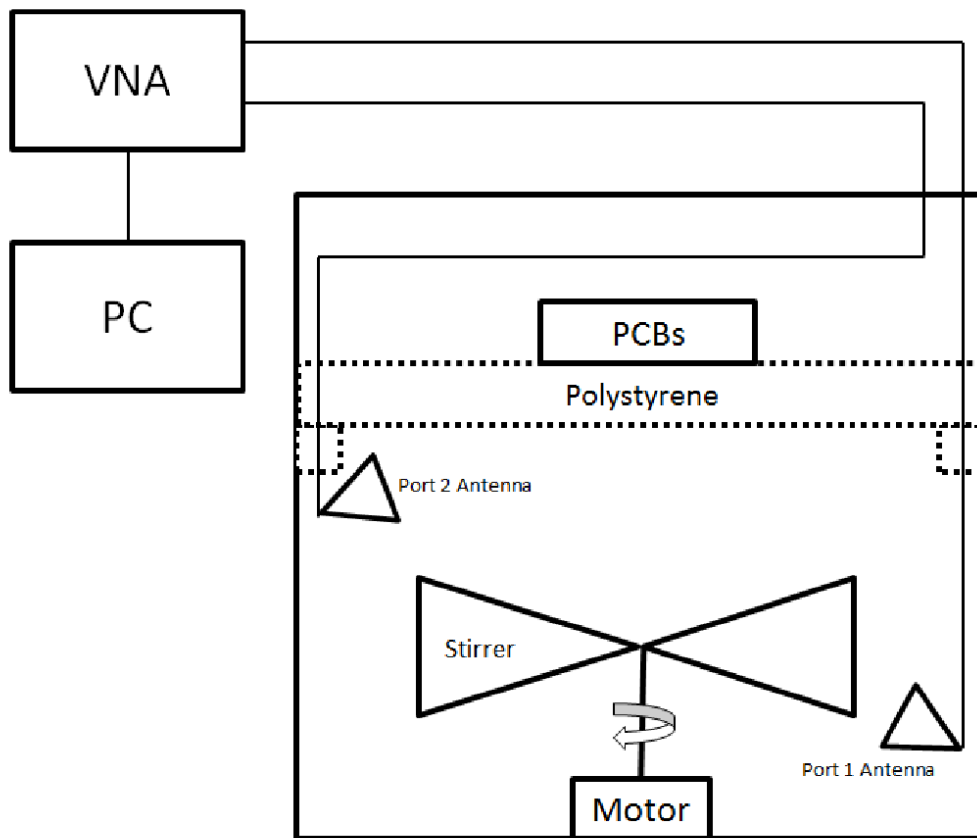 VNA
PC
PCBs
Polystyrene
Port 2 Antenna
Stirrer
Port 1 Antenna
Motor